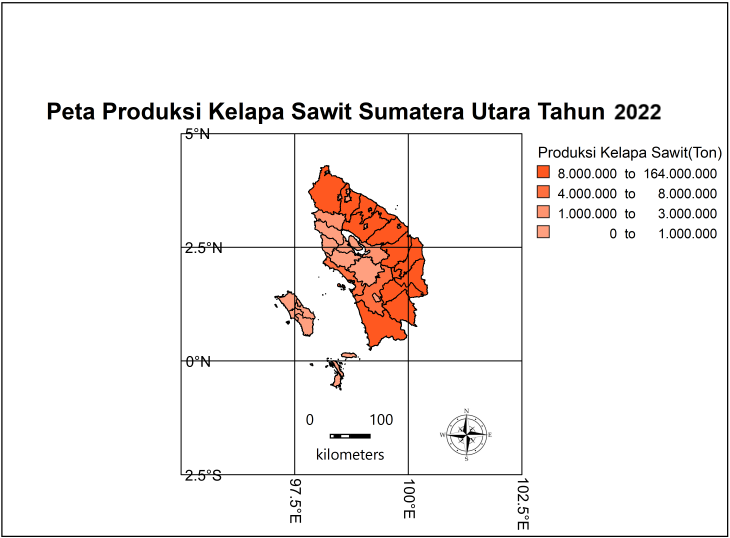 Peta Produksi Kelapa Sawit Sumatera Utara Tahun 2022
5°N
Produksi Kelapa Sawit(Ton)
8.000.000 to 164.000.000
4.000.000 to 8.000.000
1.000.000 to 3.000.000
0 to 1.000.000
2.5°N
0°N
0 100
kilometers
N
W E
S
2.5°S
97.5°E
100°E
102.5°E